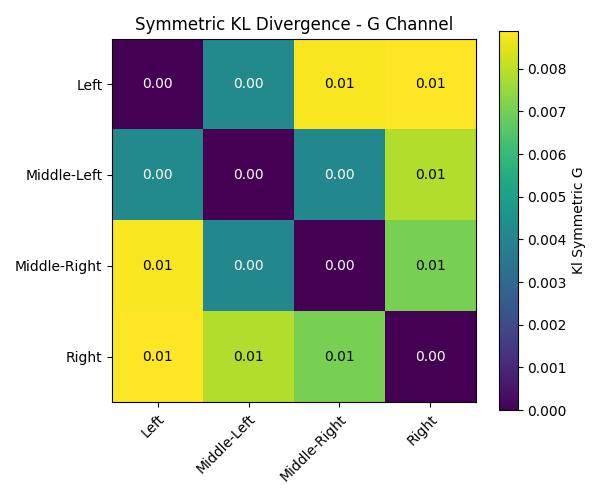 Symmetric KL Divergence - G Channel
Left 0.00 0.00 0.01 0.01
Middle-Left 0.00 0.00 0.00 0.01
Middle-Right 0.01 0.00 0.00 0.01
Right 0.01 0.01 0.01 0.00
Left Middle-Left Middle-Right Right
0.008
0.007
0.006
0.005
0.004
0.003
0.002
0.001
0.000
Kl Symmetric G